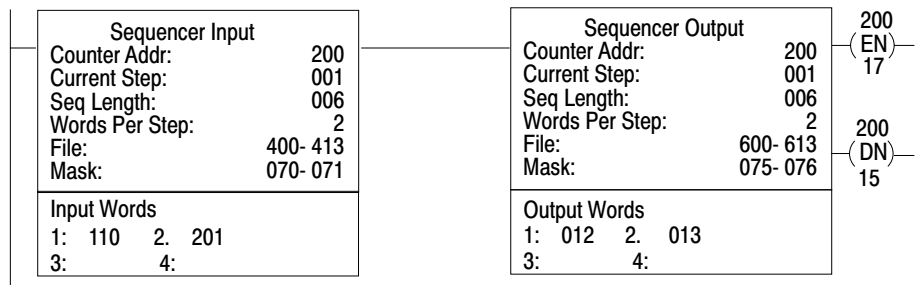 Sequencer Input
Counter Addr: 200
Current Step: 001
Seq Length: 006
Words Per Step: 2
File: 400- 413
Mask: 070- 071
Input Words
1: 110 2. 201
3: 4:
Sequencer Output
Counter Addr: 200
Current Step: 001
Seq Length: 006
Words Per Step: 2
File: 600- 613
Mask: 075- 076
Output Words
1: 012 2. 013
3: 4:
200
(EN)
17
200
(DN)
15